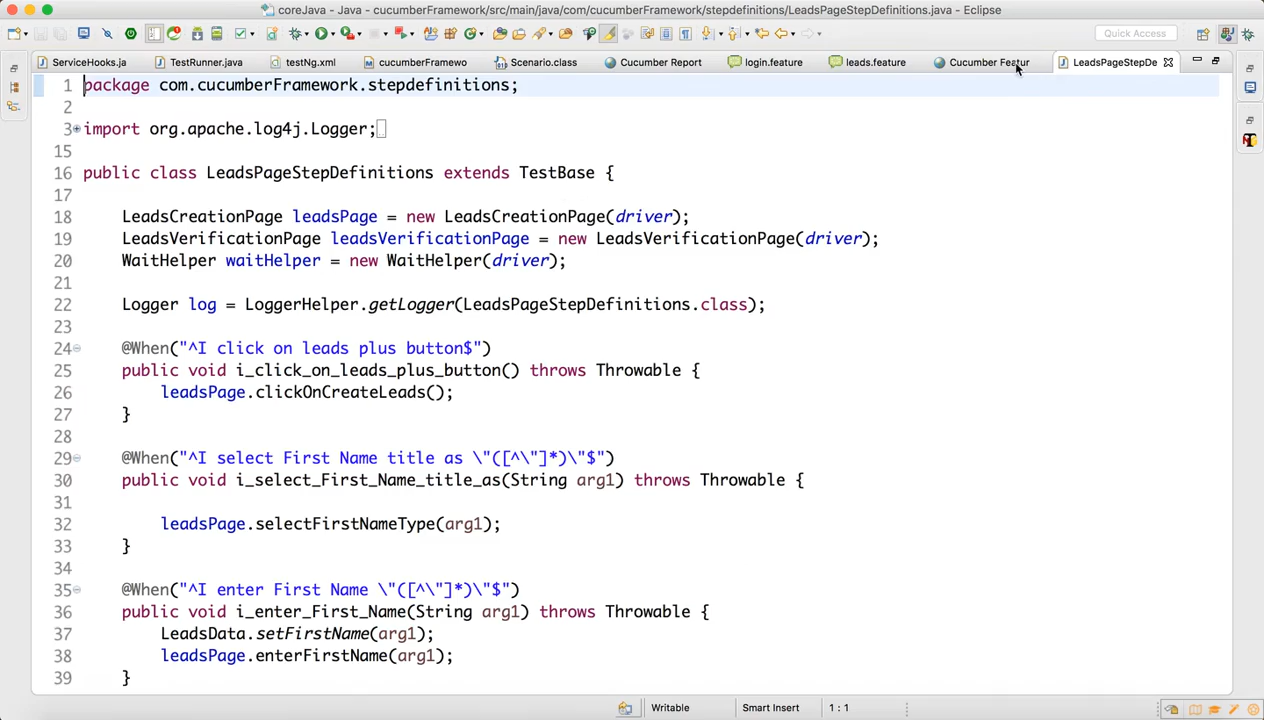 coreJava - Java - cucumberFramework/src/main/java/com/cucumberFramework/stepdefinitions/LeadsPageStepDefinitions.java - Eclipse
Quick Access
ServiceHooks.ja TestRunner.java testNg.xml cucumberFramewo Scenario.class Cucumber Report login.feature leads.feature Cucumber Featur LeadsPageStepDe
1 package com.cucumberFramework.stepdefinitions;
2
3 import org.apache.log4j.Logger;
15
16 public class LeadsPageStepDefinitions extends TestBase {
17
18 LeadsCreationPage leadsPage = new LeadsCreationPage(driver);
19 LeadsVerificationPage leadsVerificationPage = new LeadsVerificationPage(driver);
20 WaitHelper waitHelper = new WaitHelper(driver);
21
22 Logger log = LoggerHelper.getLogger(LeadsPageStepDefinitions.class);
23
24 @When("^I click on leads plus button$")
25 public void i_click_on_leads_plus_button() throws Throwable {
26 leadsPage.clickOnCreateLeads();
27 }
28
29 @When("^I select First Name title as \"([^\"]*)\"$")
30 public void i_select_First_Name_title_as(String arg1) throws Throwable {
31
32 leadsPage.selectFirstNameType(arg1);
33 }
34
35 @When("^I enter First Name \"([^\"]*)\"$")
36 public void i_enter_First_Name(String arg1) throws Throwable {
37 LeadsData.setFirstName(arg1);
38 leadsPage.enterFirstName(arg1);
39 }
Writable Smart Insert 1 : 1